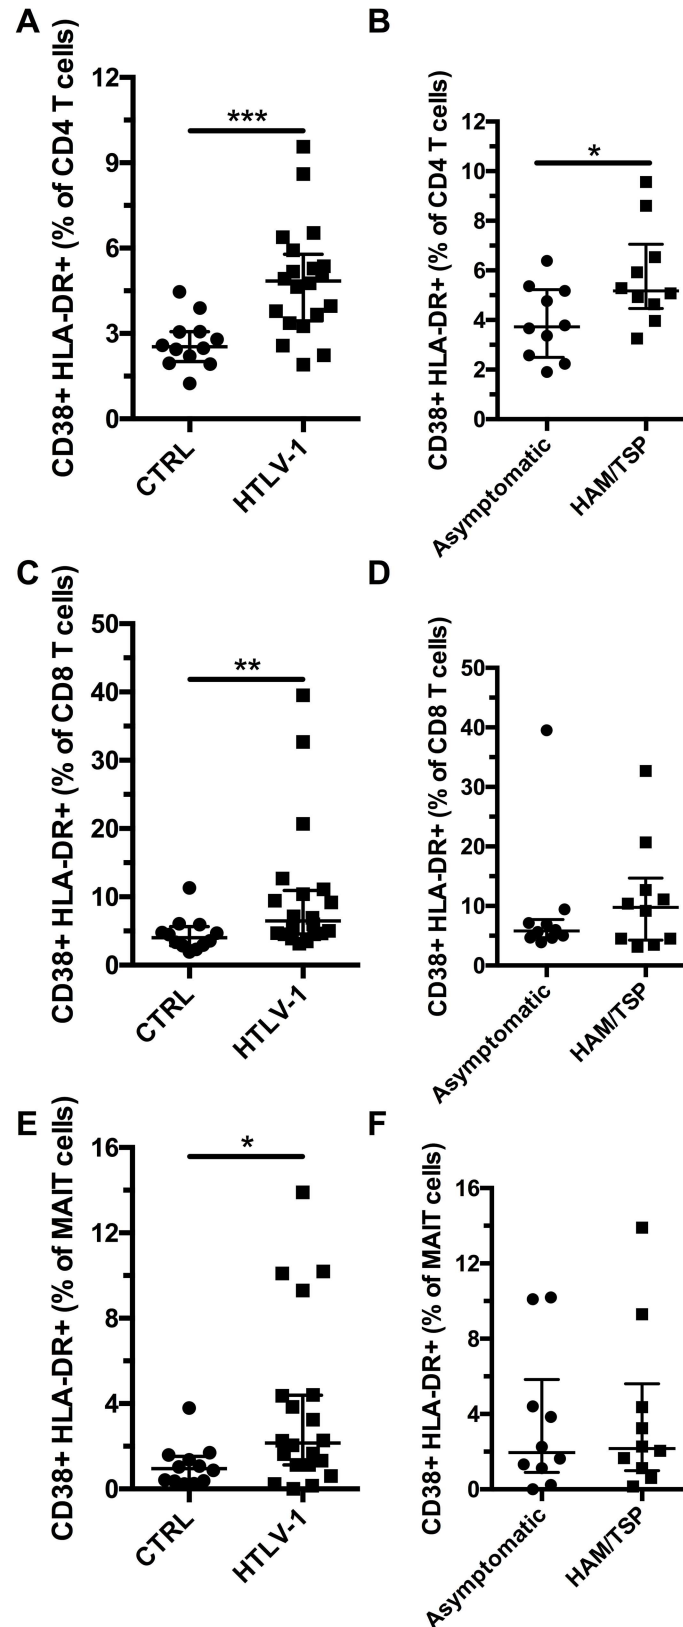 A
CD38+ HLA-DR+ (% of CD4 T cells)
12
9
6
3
0
***
CTRL
HTLV-1
B
CD38+ HLA-DR+ (% of CD4 T cells)
12
10
8
6
4
2
0
*
Asymptomatic
HAM/TSP
C
CD38+ HLA-DR+ (% of CD8 T cells)
50
40
30
20
10
0
**
CTRL
HTLV-1
D
CD38+ HLA-DR+ (% of CD8 T cells)
50
40
30
20
10
0
Asymptomatic
HAM/TSP
E
CD38+ HLA-DR+ (% of MAIT cells)
16
12
8
4
0
*
CTRL
HTLV-1
F
CD38+ HLA-DR+ (% of MAIT cells)
16
12
8
4
0
Asymptomatic
HAM/TSP